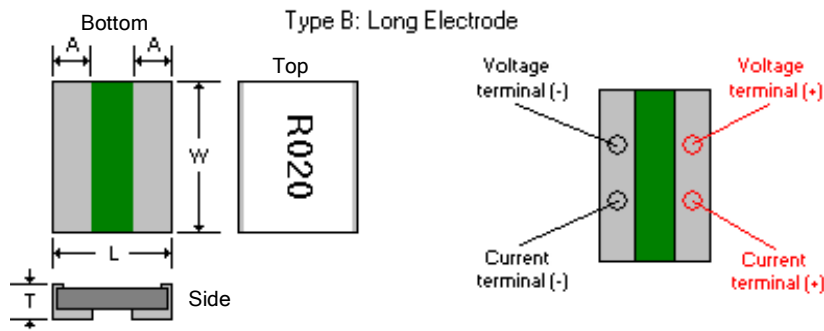 Type B: Long Electrode
Bottom
A
A
W
L
T
Side
Top
R020
Voltage
terminal (-)
Voltage
terminal (+)
Current
terminal (-)
Current
terminal (+)